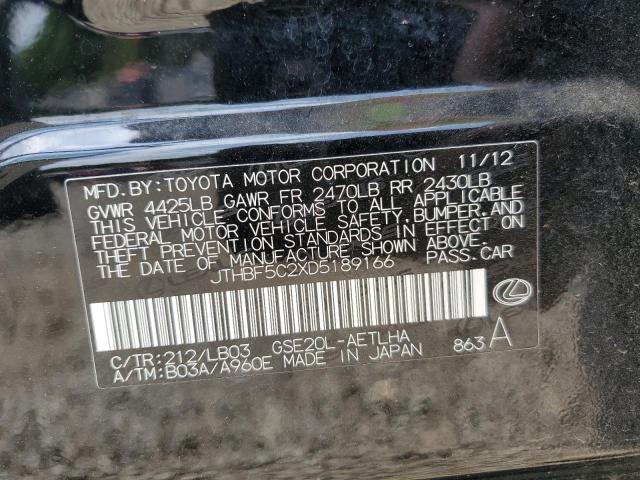 MFD. BY:TOYOTA MOTOR CORPORATION 11/12
GVWR 4425LB GAWR FR 2470LB RR 2430LB
THIS VEHICLE CONFORMS TO ALL APPLICABLE
FEDERAL MOTOR VEHICLE SAFETY, BUMPER, AND
THEFT PREVENTION STANDARDS IN EFFECT ON
THE DATE OF MANUFACTURE SHOWN ABOVE.
JTHBF5C2XD5189166 PASS. CAR
C/TR:212/LB03 GSE20L-AETLHA
A/TM:B03A/A960E MADE IN JAPAN 863 A